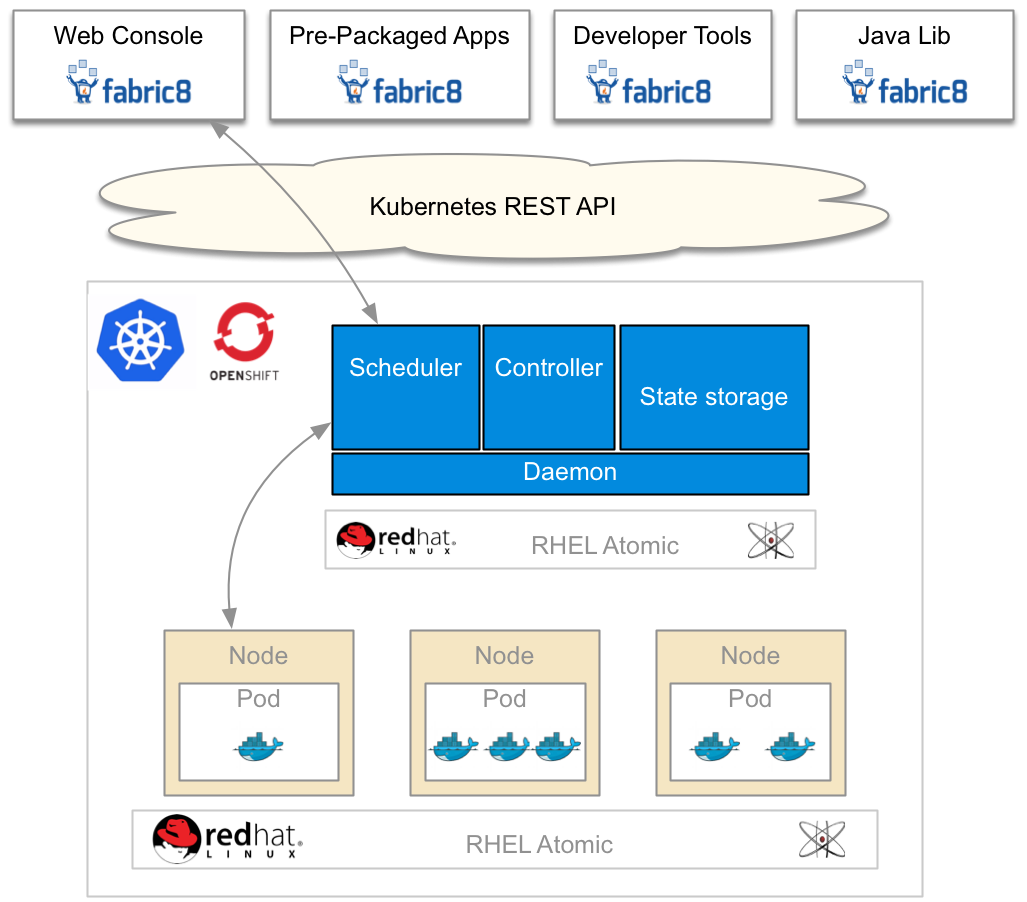 Web Console
fabric8
Pre-Packaged Apps
fabric8
Developer Tools
fabric8
Java Lib
fabric8
Kubernetes REST API
OPENSHIFT
Scheduler
Controller
State storage
Daemon
redhat.
LINUX
RHEL Atomic
Node
Pod
Node
Pod
Node
Pod
redhat.
LINUX
RHEL Atomic